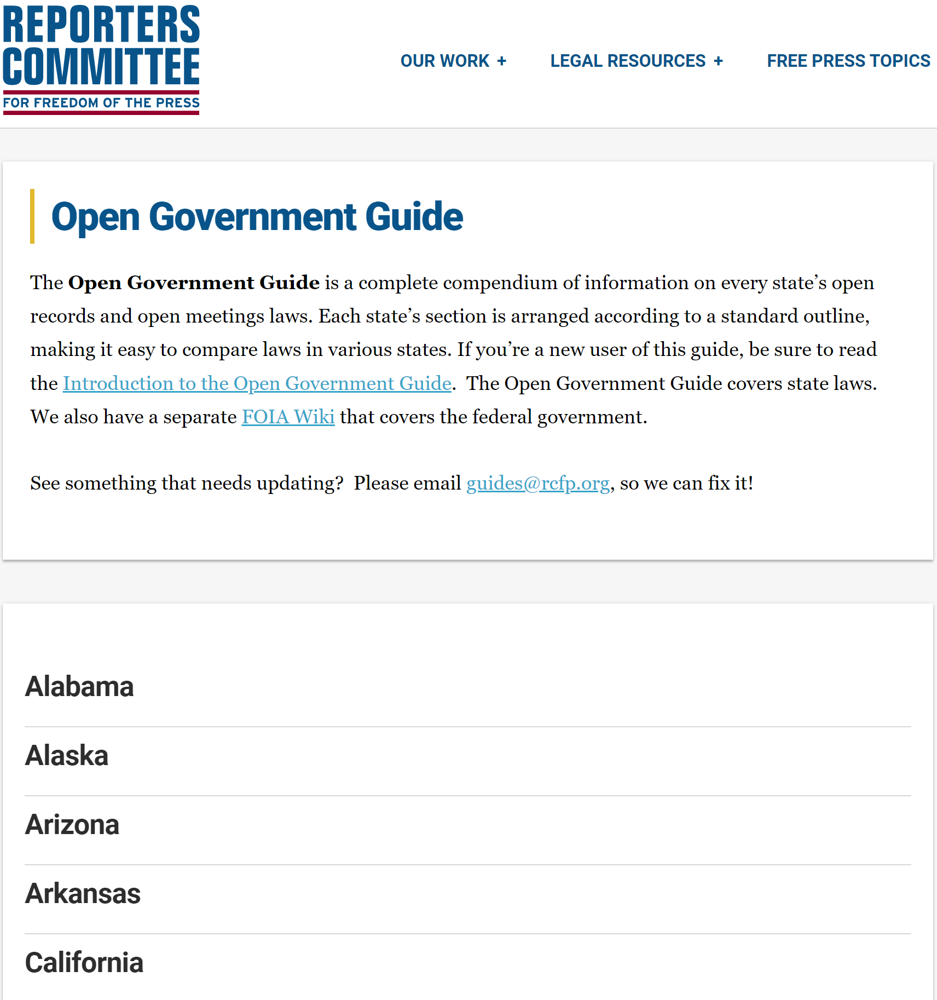 REPORTERS
COMMITTEE
FOR FREEDOM OF THE PRESS
OUR WORK +
LEGAL RESOURCES +
FREE PRESS TOPICS
Open Government Guide
The Open Government Guide is a complete compendium of information on every state’s open
records and open meetings laws. Each state’s section is arranged according to a standard outline,
making it easy to compare laws in various states. If you’re a new user of this guide, be sure to read
the Introduction to the Open Government Guide.  The Open Government Guide covers state laws.
We also have a separate FOIA Wiki that covers the federal government.
See something that needs updating?  Please email guides@rcfp.org, so we can fix it!
Alabama
Alaska
Arizona
Arkansas
California